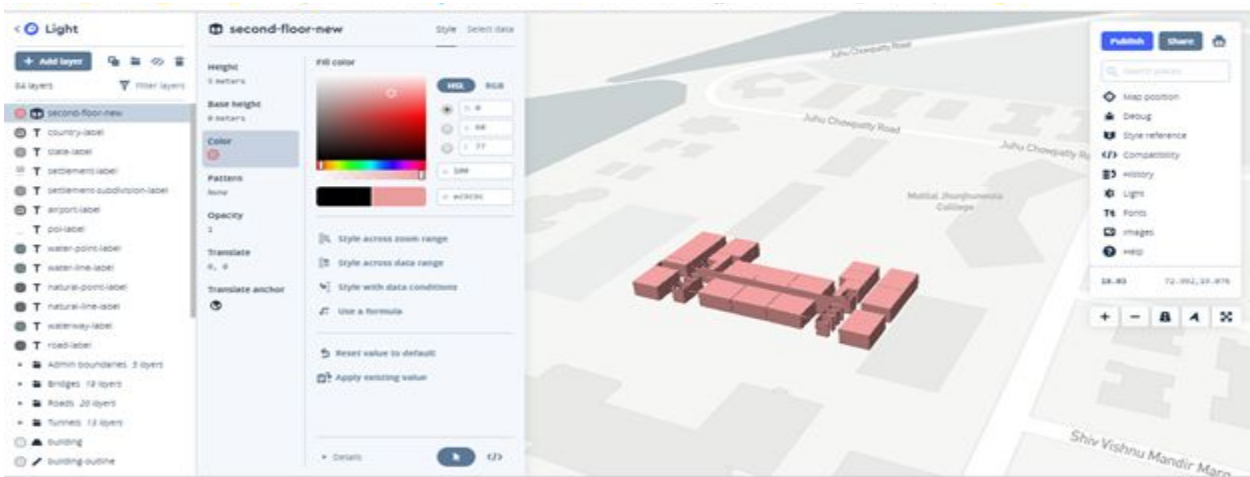 Light
+ Add layer
84 layers
Filter layers
second-floor-new
country-label
state-label
settlement-label
settlement-subdivision-label
airport-label
poi-label
water-point-label
water-line-label
natural-point-label
natural-line-label
waterway-label
road-label
Admin boundaries 5 layers
Bridges 18 layers
Roads 20 layers
Tunnels 13 layers
building
building-outline
second-floor-new
Style
Select data
Height
Base height
0 meters
Color
Pattern
None
Opacity
1
Translate
0, 0
Translate anchor
Fill color
HSL
RGB
100
Style across zoom range
Style across data range
Style with data conditions
Use a formula
Reset value to default
Apply existing value
Details
</>
Juhu Chowpatty Road
Juhu Chowpatty Road
Juhu Chowpatty
College
Shiv Vishnu Mandir Marg
Publish
Share
Search places
Map position
Debug
Style reference
</> Compatibility
History
Light
Fonts
Images
Help